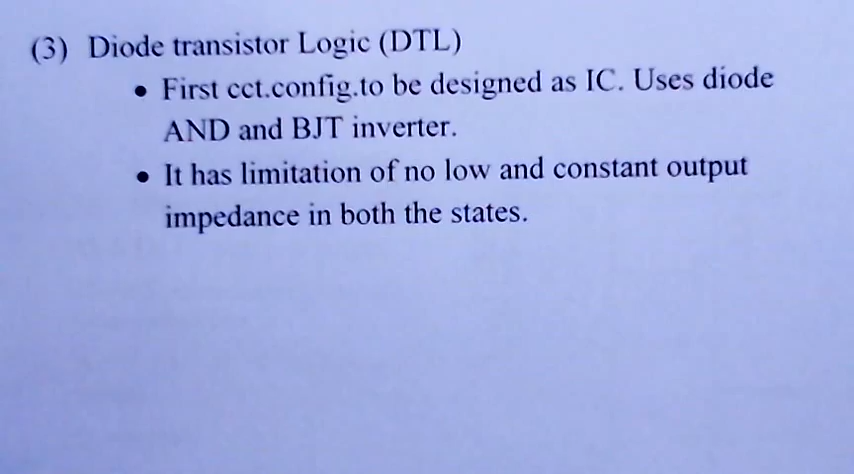 (3) Diode transistor Logic (DTL)
• First cct.config.to be designed as IC. Uses diode
AND and BJT inverter.
• It has limitation of no low and constant output
impedance in both the states.